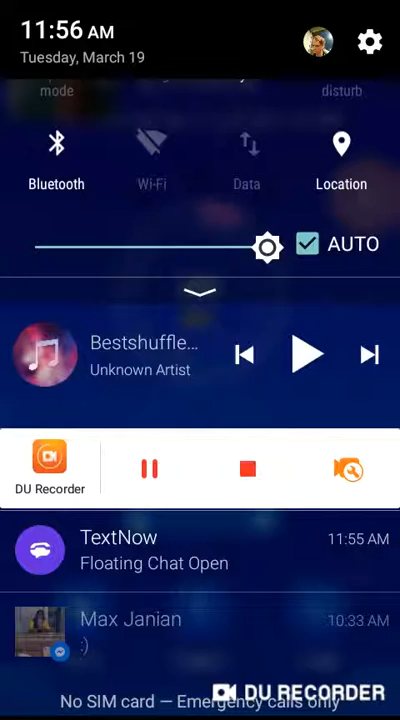 11:56 AM
Tuesday, March 19
mode
disturb
Bluetooth
Wi-Fi
Data
Location
AUTO
Bestshuffle...
Unknown Artist
DU Recorder
TextNow
11:55 AM
Floating Chat Open
Max Janian
10:33 AM
:)
No SIM card — Emergency calls only
DU RECORDER